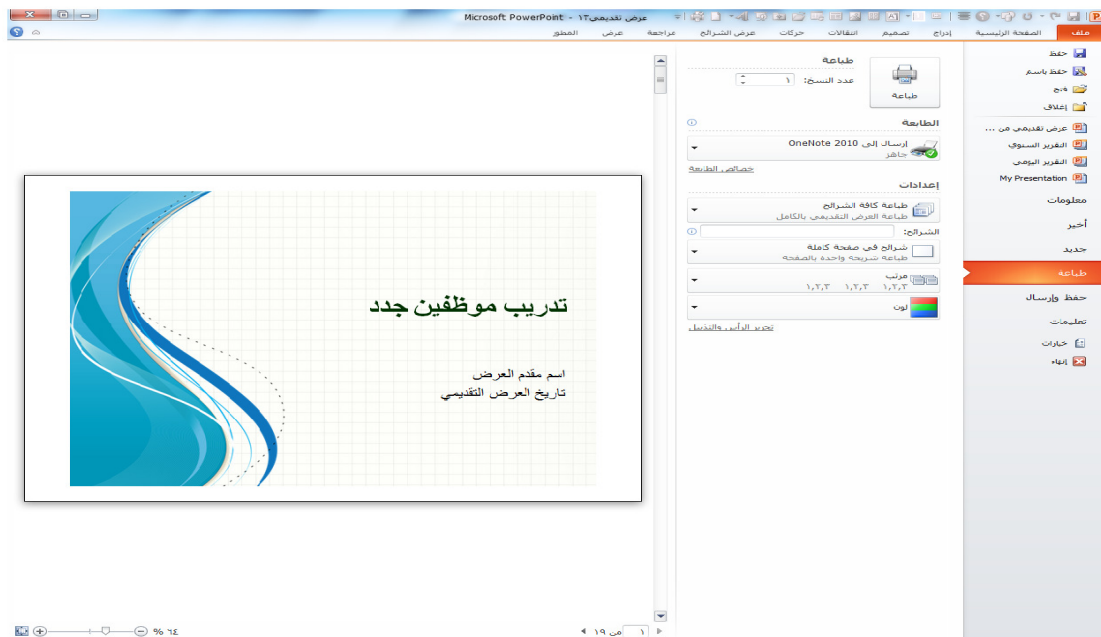 عرض تقديمي١٢ - Microsoft PowerPoint
ملف الصفحة الرئيسية إدراج تصميم انتقالات حركات عرض الشرائح مراجعة عرض المطور
حفظ
حفظ باسم
فتح
إغلاق
عرض تقديمي من ...
التقرير السنوي
التقرير اليومي
My Presentation
معلومات
أخير
جديد
طباعة
حفظ وإرسال
تعليمات
خيارات
إنهاء
طباعة
طباعة
عدد النسخ: ١
الطابعة
إرسال إلى OneNote 2010
جاهز
خصائص الطابعة
إعدادات
طباعة كافة الشرائح
طباعة العرض التقديمي بالكامل
الشرائح:
شرائح في صفحة كاملة
طباعة شريحة واحدة بالصفحة
مرتب
١,٢,٣ ١,٢,٣ ١,٢,٣
لون
تحرير الرأس والتذييل
تدريب موظفين جدد
اسم مقدم العرض
تاريخ العرض التقديمي
١ من ١٩
٦٤ %